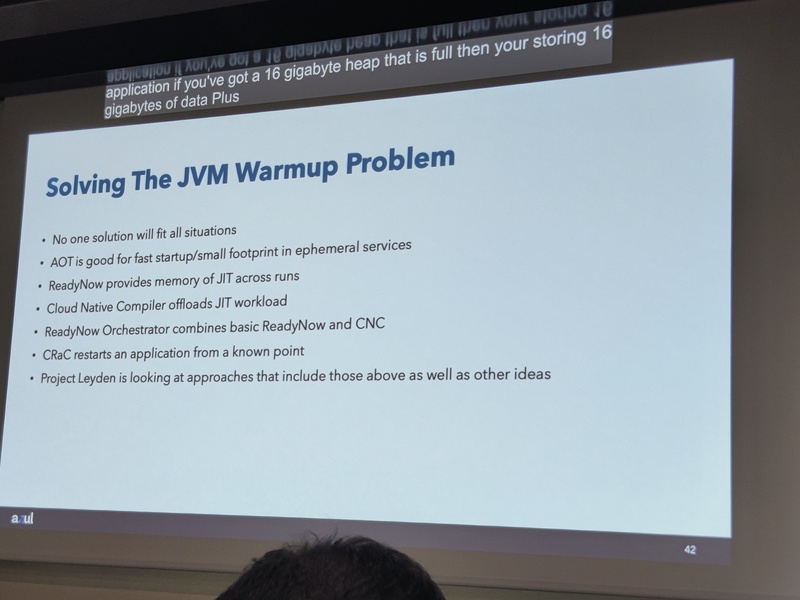 application if you've got a 16 gigabyte heap that is full then your storing 16
gigabytes of data Plus
Solving The JVM Warmup Problem
• No one solution will fit all situations
• AOT is good for fast startup/small footprint in ephemeral services
• ReadyNow provides memory of JIT across runs
• Cloud Native Compiler offloads JIT workload
• ReadyNow Orchestrator combines basic ReadyNow and CNC
• CRaC restarts an application from a known point
• Project Leyden is looking at approaches that include those above as well as other ideas
azul
42